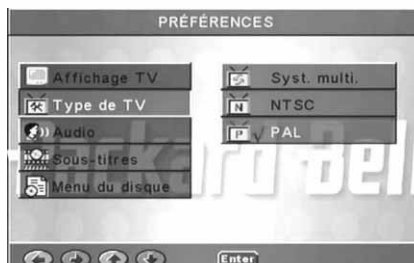 PRÉFÉRENCES
Affichage TV
Type de TV
Audio
Sous-titres
Menu du disque
Syst. multi.
N NTSC
P √ PAL
Packard Bell
Enter